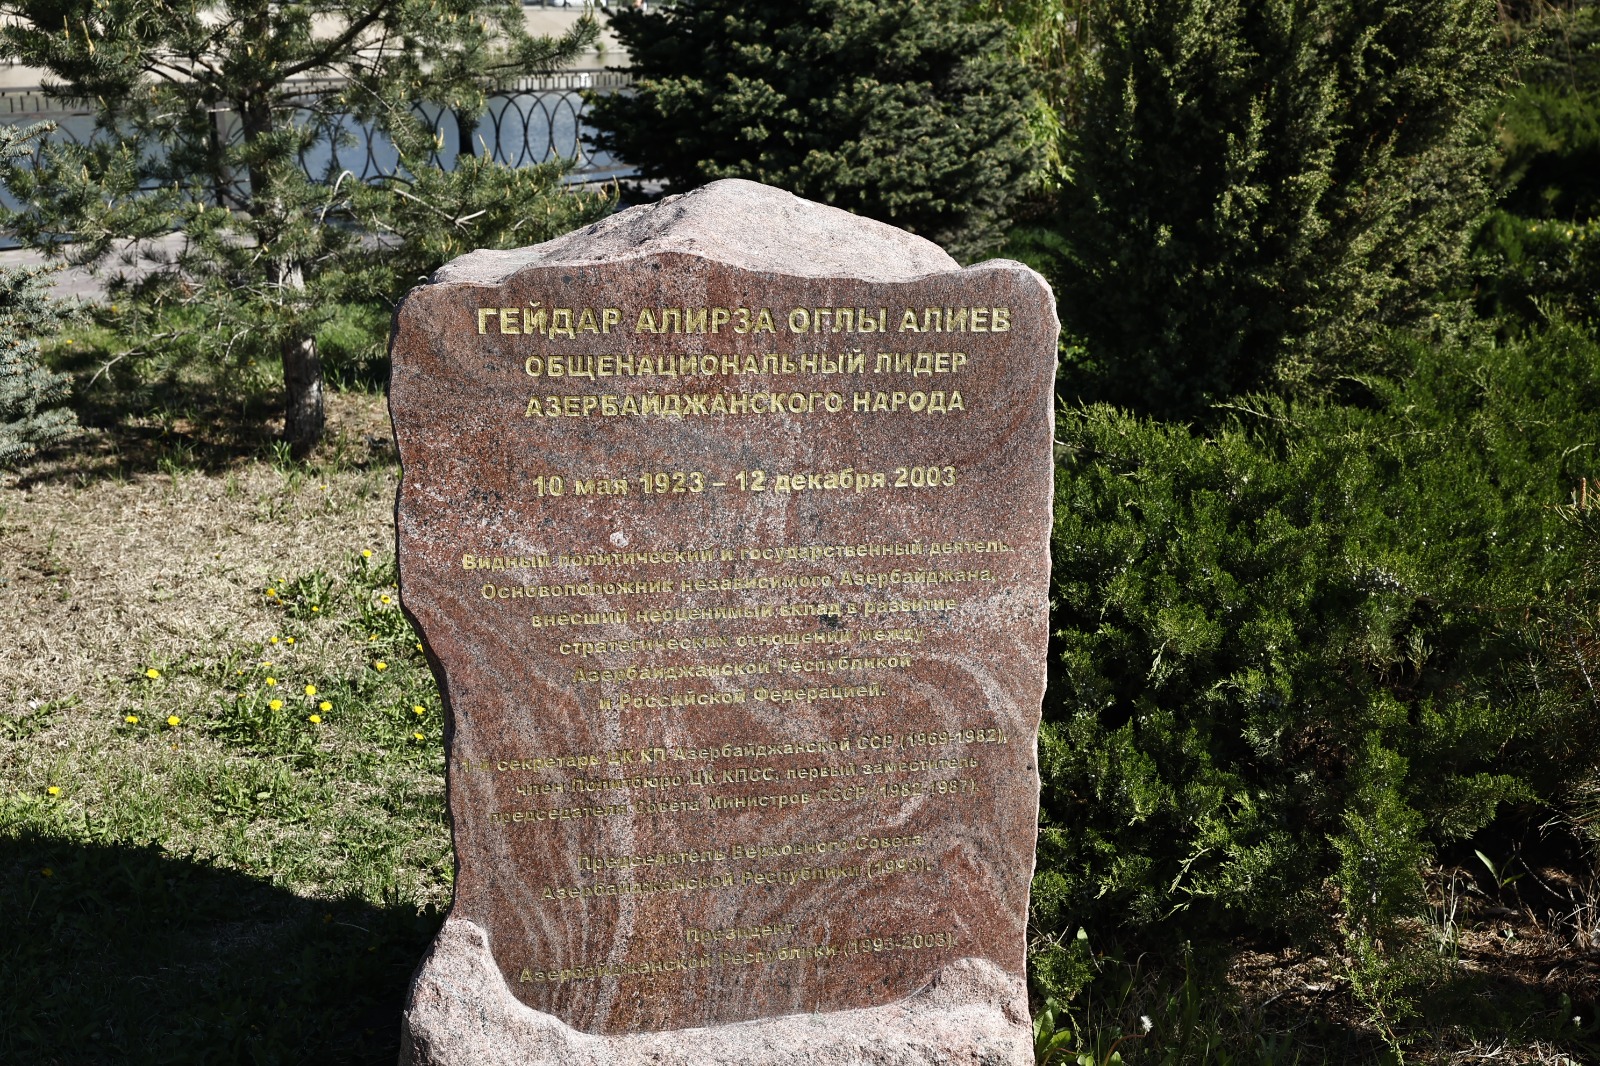 ГЕЙДАР АЛИРЗА ОГЛЫ АЛИЕВ
ОБЩЕНАЦИОНАЛЬНЫЙ ЛИДЕР
АЗЕРБАЙДЖАНСКОГО НАРОДА
10 мая 1923 – 12 декабря 2003
Видный политический и государственный деятель.
Основоположник независимого Азербайджана,
внесший неоценимый вклад в развитие
стратегических отношений между
Азербайджанской Республикой
и Российской Федерацией.
секретарь ЦК КП Азербайджанской ССР (1969-1982),
член Политбюро ЦК КПСС, первый заместитель
председателя Совета Министров СССР (1982-1987).
Председатель Верховного Совета
Азербайджанской Республики (1993).
Президент
Азербайджанской Республики (1993-2003).